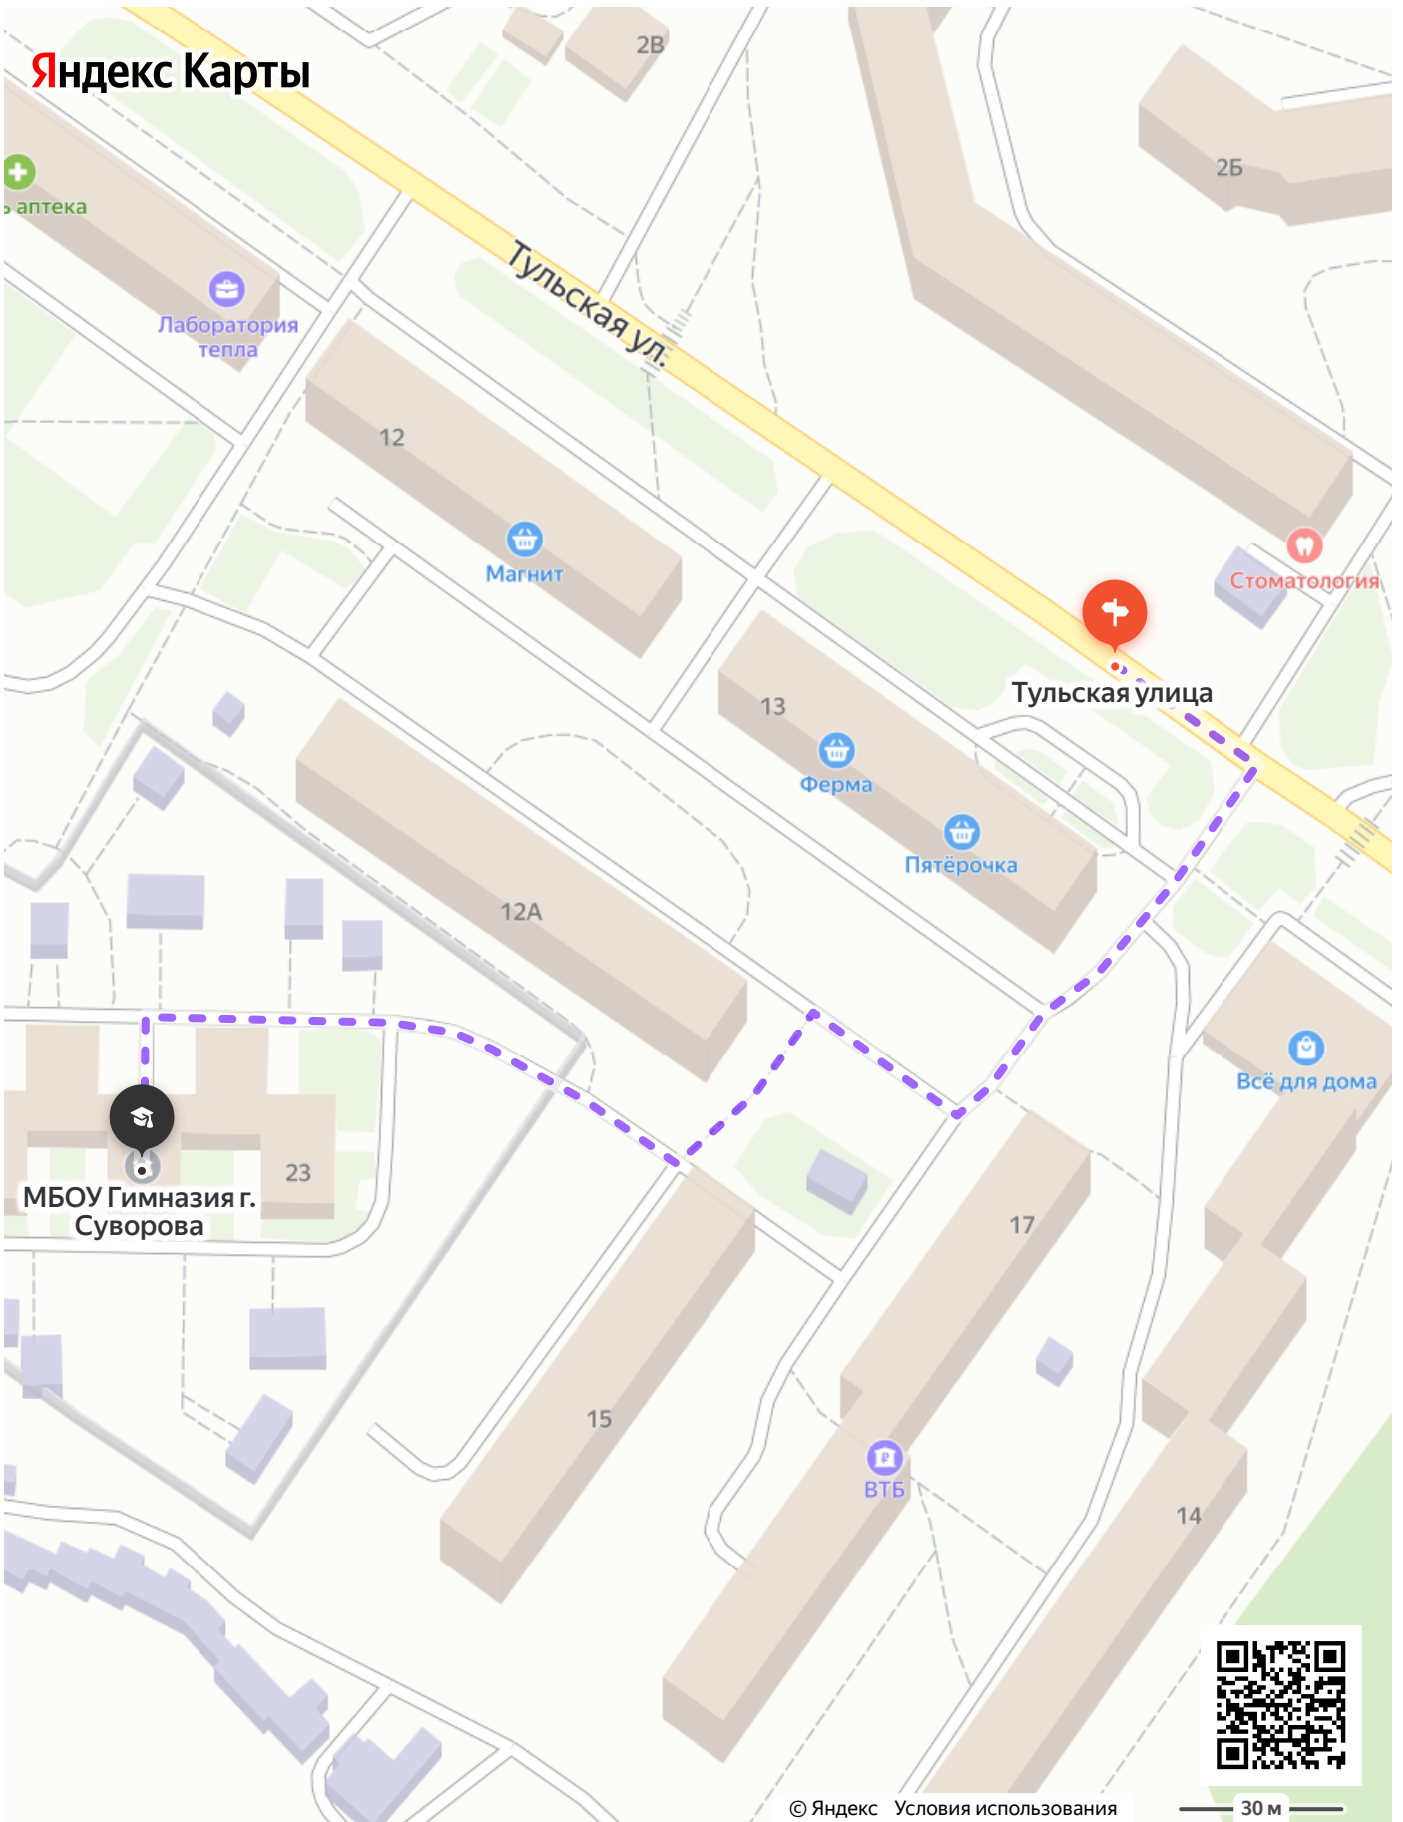 Яндекс Карты
2В
2Б
ь аптека
Тульская ул.
Лаборатория
тепла
12
Магнит
Стоматология
Тульская улица
13
Ферма
Пятёрочка
12А
Всё для дома
23
МБОУ Гимназия г.
Суворова
17
15
ВТБ
14
© Яндекс Условия использования
30 м